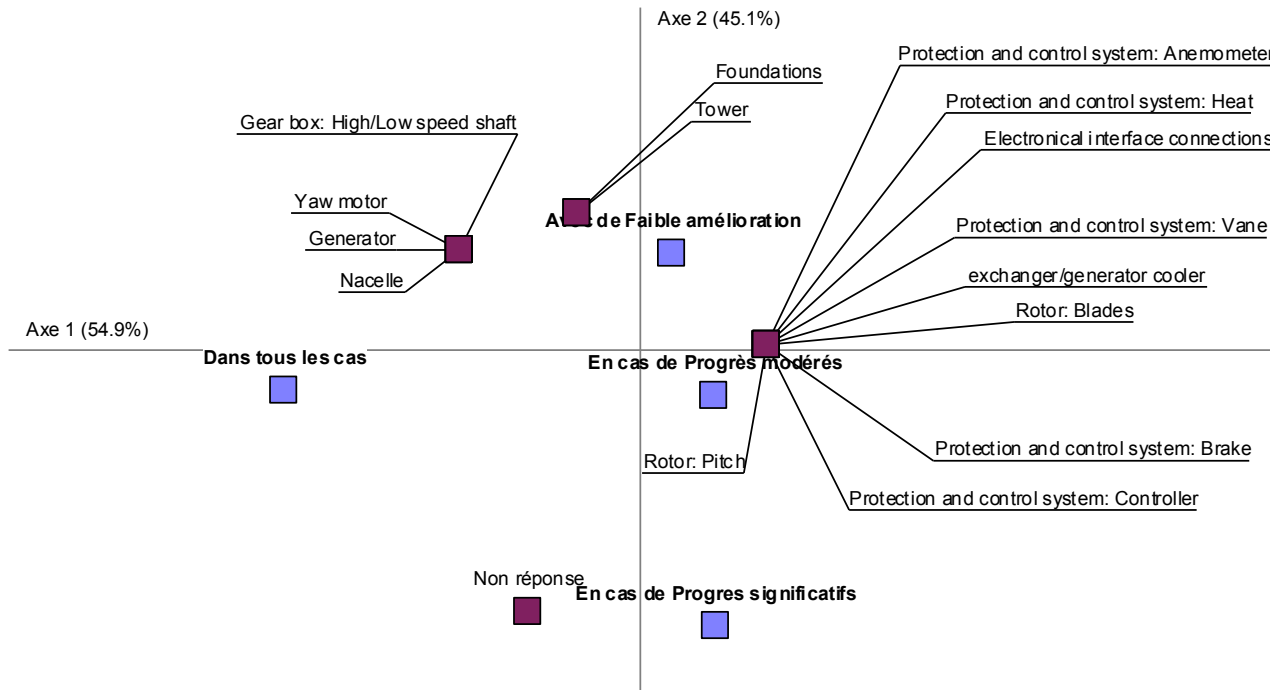 Axe 2 (45.1%)
Protection and control system: Anemometer
Foundations
Protection and control system: Heat
Tower
Gear box: High/Low speed shaft
Electronical interface connections
Yaw motor
Avec de Faible amélioration
Protection and control system: Vane
Generator
exchanger/generator cooler
Nacelle
Rotor: Blades
Axe 1 (54.9%)
Dans tous les cas
En cas de Progrès modérés
Protection and control system: Brake
Rotor: Pitch
Protection and control system: Controller
Non réponse
En cas de Progres significatifs